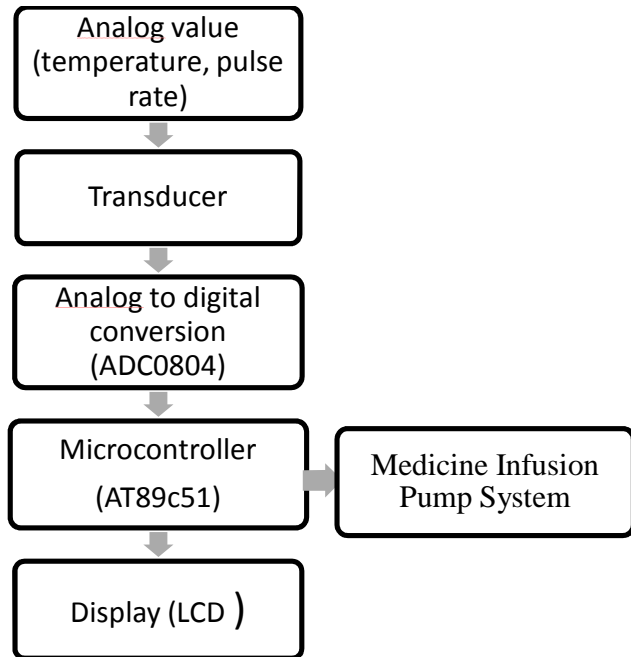 Analog value
(temperature, pulse
rate)
Transducer
Analog to digital
conversion
(ADC0804)
Microcontroller
(AT89c51)
Medicine Infusion
Pump System
Display (LCD )